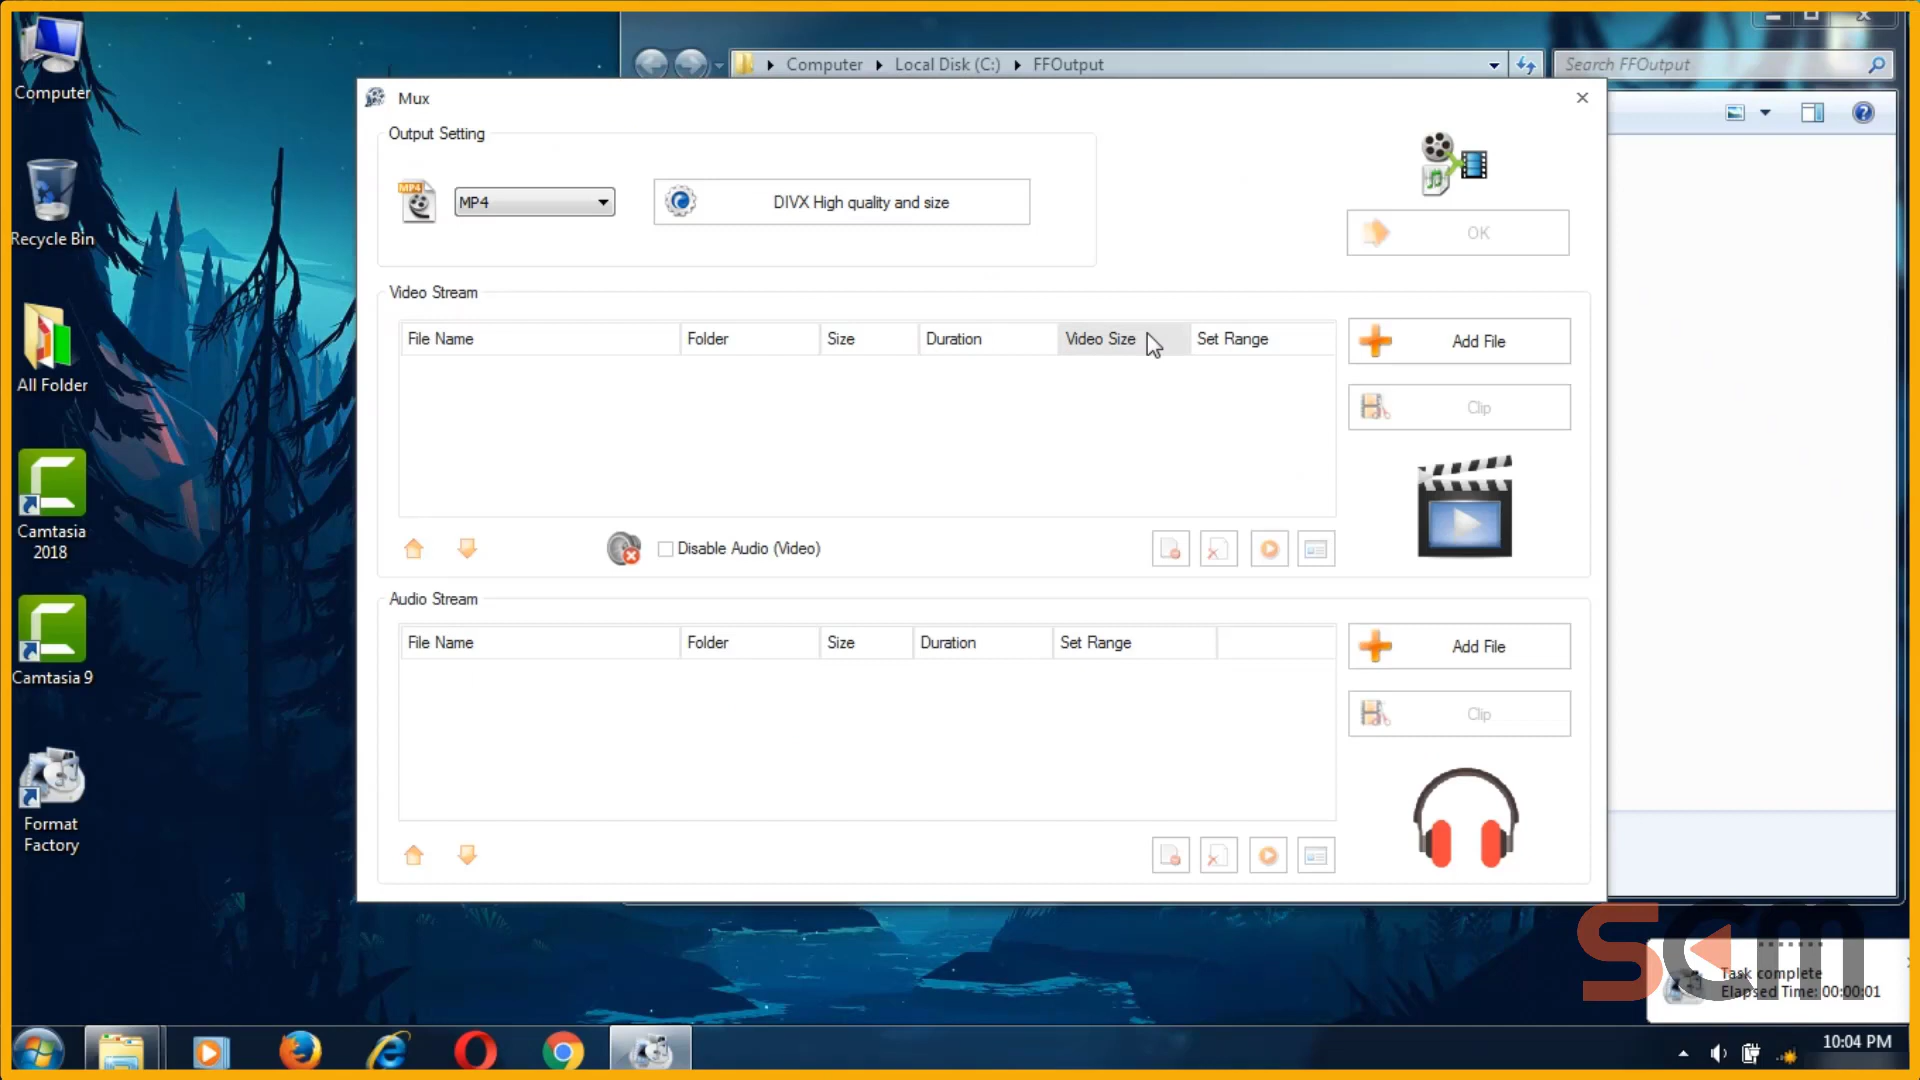 Computer
Recycle Bin
All Folder
Camtasia
2018
Camtasia 9
Format
Factory
Computer
Local Disk (C:)
FFOutput
Search FFOutput
Mux
Output Setting
MP4
MP4
DIVX High quality and size
OK
Video Stream
File Name
Folder
Size
Duration
Video Size
Set Range
Add File
Clip
Disable Audio (Video)
Audio Stream
File Name
Folder
Size
Duration
Set Range
Add File
Clip
SCM
Task complete
Elapsed Time: 00:00:01
10:04 PM